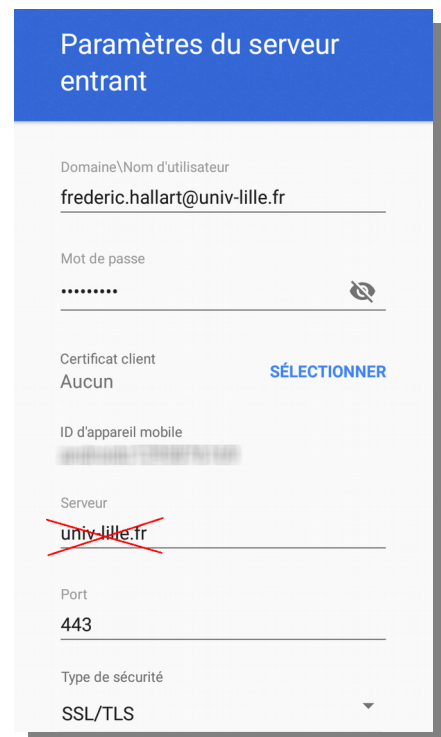 Paramètres du serveur
entrant
Domaine\Nom d'utilisateur
frederic.hallart@univ-lille.fr
Mot de passe
•••••••••
Certificat client
Aucun
SÉLECTIONNER
ID d'appareil mobile
Serveur
univ-lille.fr
Port
443
Type de sécurité
SSL/TLS